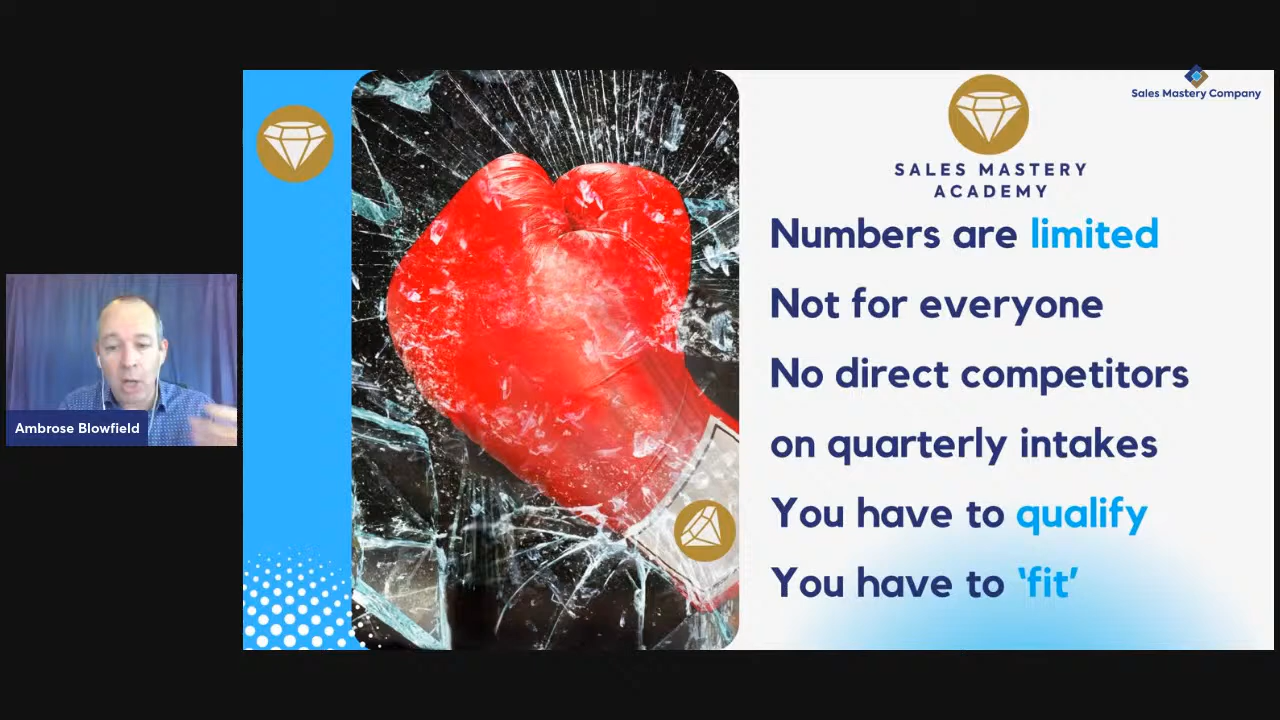 Sales Mastery Company
SALES MASTERY
ACADEMY
Numbers are limited
Not for everyone
No direct competitors
on quarterly intakes
You have to qualify
You have to ‘fit’
Ambrose Blowfield